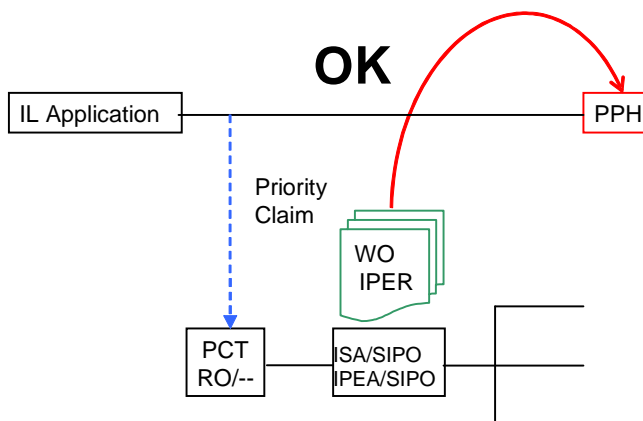 OK
IL Application
PPH
Priority
Claim
WO
IPER
PCT
RO/--
ISA/SIPO
IPEA/SIPO